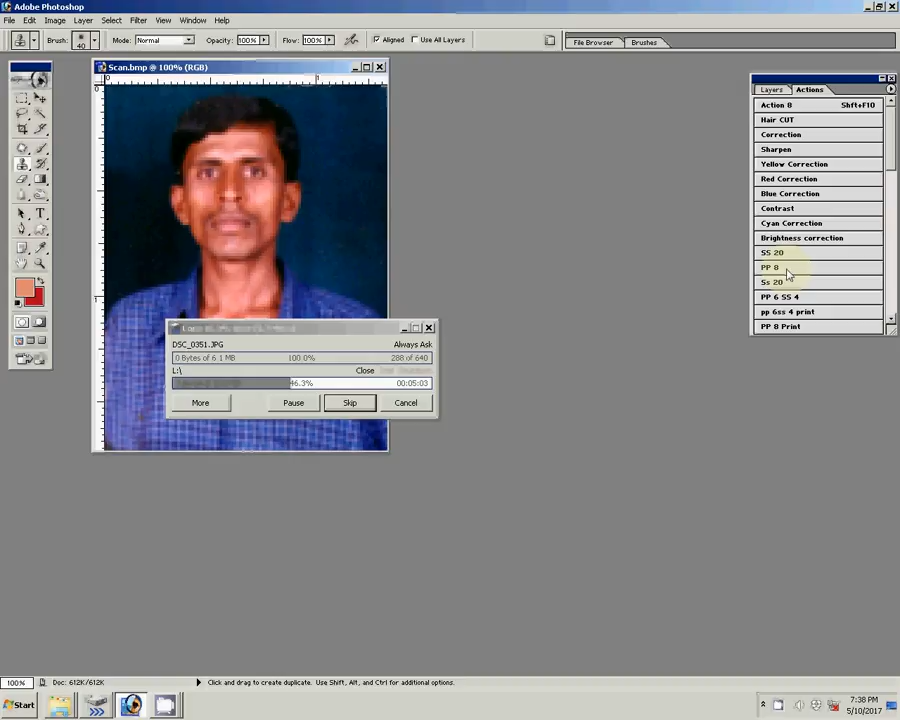 Adobe Photoshop
File Edit Image Layer Select Filter View Window Help
Brush: 40 Mode: Normal Opacity: 100% Flow: 100% Aligned Use All Layers File Browser Brushes
Scan.bmp @ 100% (RGB)
0 1
0
1
Layers Actions
Action 8 Shft+F10
Hair CUT
Correction
Sharpen
Yellow Correction
Red Correction
Blue Correction
Contrast
Cyan Correction
Brightness correction
SS 20
PP 8
Ss 20
PP 6 SS 4
pp 6ss 4 print
PP 8 Print
DSC_0351.JPG Always Ask
0 Bytes of 6.1 MB 100.0% 288 of 640
L:\ Close
46.3% 00:05:03
More Pause Skip Cancel
100% Doc: 612K/612K Click and drag to create duplicate. Use Shift, Alt, and Ctrl for additional options.
Start 7:38 PM
5/10/2017